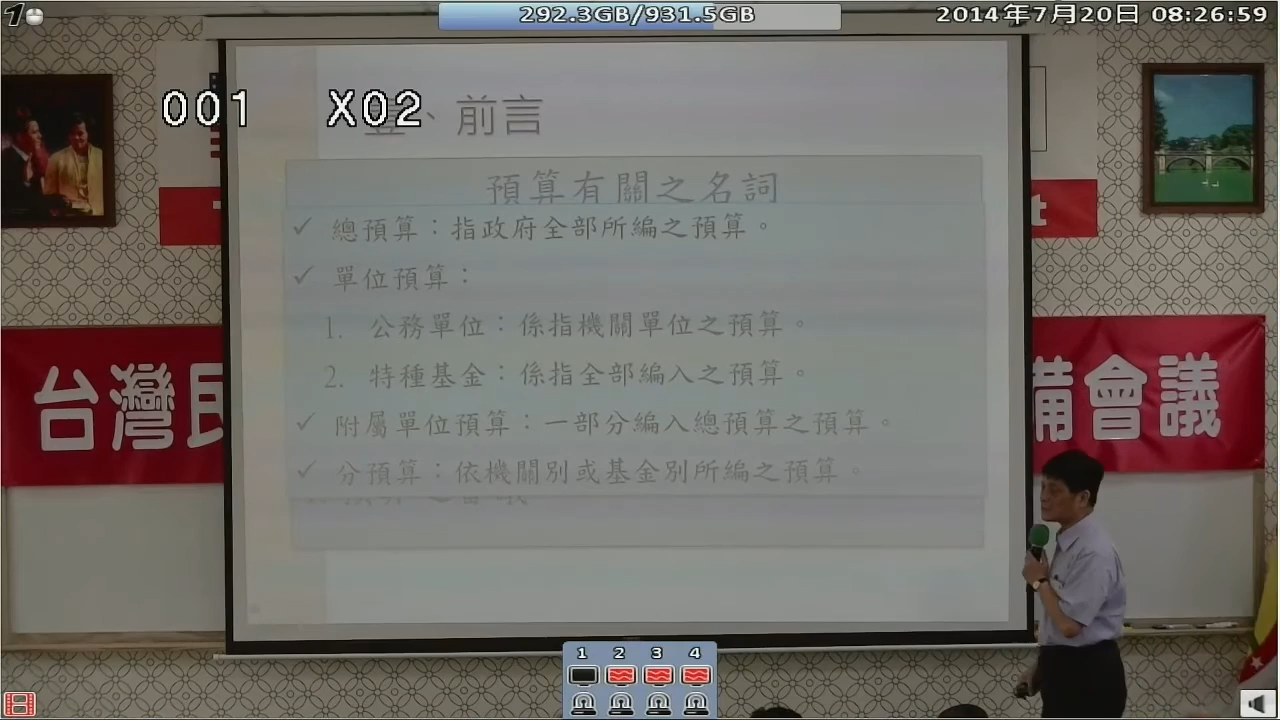 292.3GB/931.5GB
2014年7月20日 08:26:59
001 X02
壹、前言
預算有關之名詞
✓ 總預算：指政府全部所編之預算。
✓ 單位預算：
1. 公務單位：係指機關單位之預算。
2. 特種基金：係指全部編入之預算。
✓ 附屬單位預算：一部分編入總預算之預算。
✓ 分預算：依機關別或基金別所編之預算。
台灣民
備會議
t
1 2 3 4